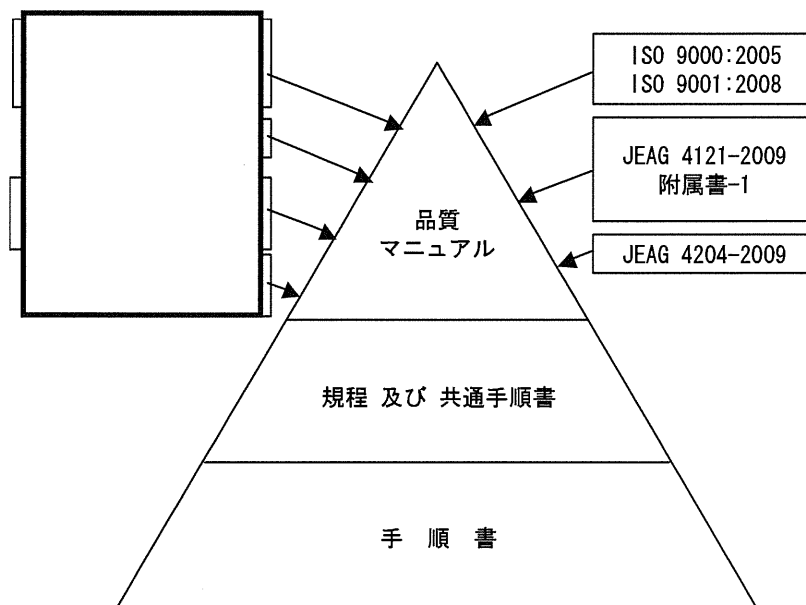 ISO 9000:2005
ISO 9001:2008
JEAG 4121-2009
附属書-1
JEAG 4204-2009
品質
マニュアル
規程 及び 共通手順書
手 順 書